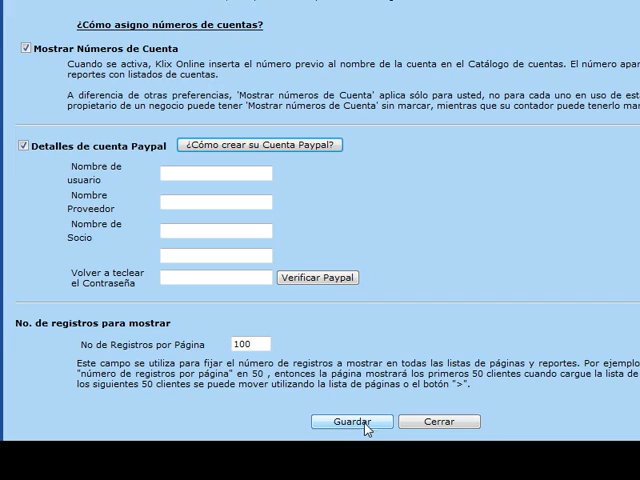 ¿Cómo asigno números de cuentas?
Mostrar Números de Cuenta
Cuando se activa, Klix Online inserta el número previo al nombre de la cuenta en el Catálogo de cuentas. El número apar
reportes con listados de cuentas.
A diferencia de otras preferencias, 'Mostrar números de Cuenta' aplica sólo para usted, no para cada uno en uso de est
propietario de un negocio puede tener 'Mostrar números de Cuenta' sin marcar, mientras que su contador puede tenerlo mar
Detalles de cuenta Paypal ¿Cómo crear su Cuenta Paypal?
Nombre de
usuario
Nombre
Proveedor
Nombre de
Socio
Volver a teclear
el Contraseña Verificar Paypal
No. de registros para mostrar
No de Registros por Página 100
Este campo se utiliza para fijar el número de registros a mostrar en todas las listas de páginas y reportes. Por ejemplo
"número de registros por página" en 50 , entonces la página mostrará los primeros 50 clientes cuando cargue la lista de
los siguientes 50 clientes se puede mover utilizando la lista de páginas o el botón ">".
Guardar Cerrar